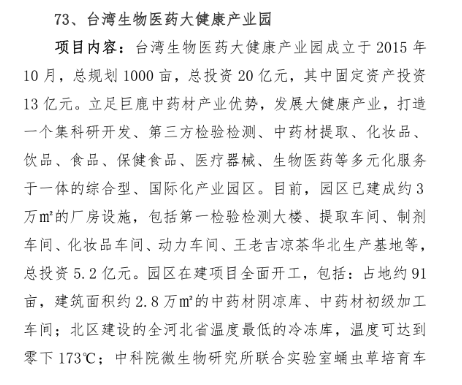 73、台湾生物医药大健康产业园
项目内容：台湾生物医药大健康产业园成立于 2015 年
10 月，总规划 1000 亩，总投资 20 亿元，其中固定资产投资
13 亿元。立足巨鹿中药材产业优势，发展大健康产业，打造
一个集科研开发、第三方检验检测、中药材提取、化妆品、
饮品、食品、保健食品、医疗器械、生物医药等多元化服务
于一体的综合型、国际化产业园区。目前，园区已建成约 3
万㎡的厂房设施，包括第一检验检测大楼、提取车间、制剂
车间、化妆品车间、动力车间、王老吉凉茶华北生产基地等，
总投资 5.2 亿元。园区在建项目全面开工，包括：占地约 91
亩，建筑面积约 2.8 万㎡的中药材阴凉库、中药材初级加工
车间；北区建设的全河北省温度最低的冷冻库，温度可达到
零下 173℃；中科院微生物研究所联合实验室蛹虫草培育车